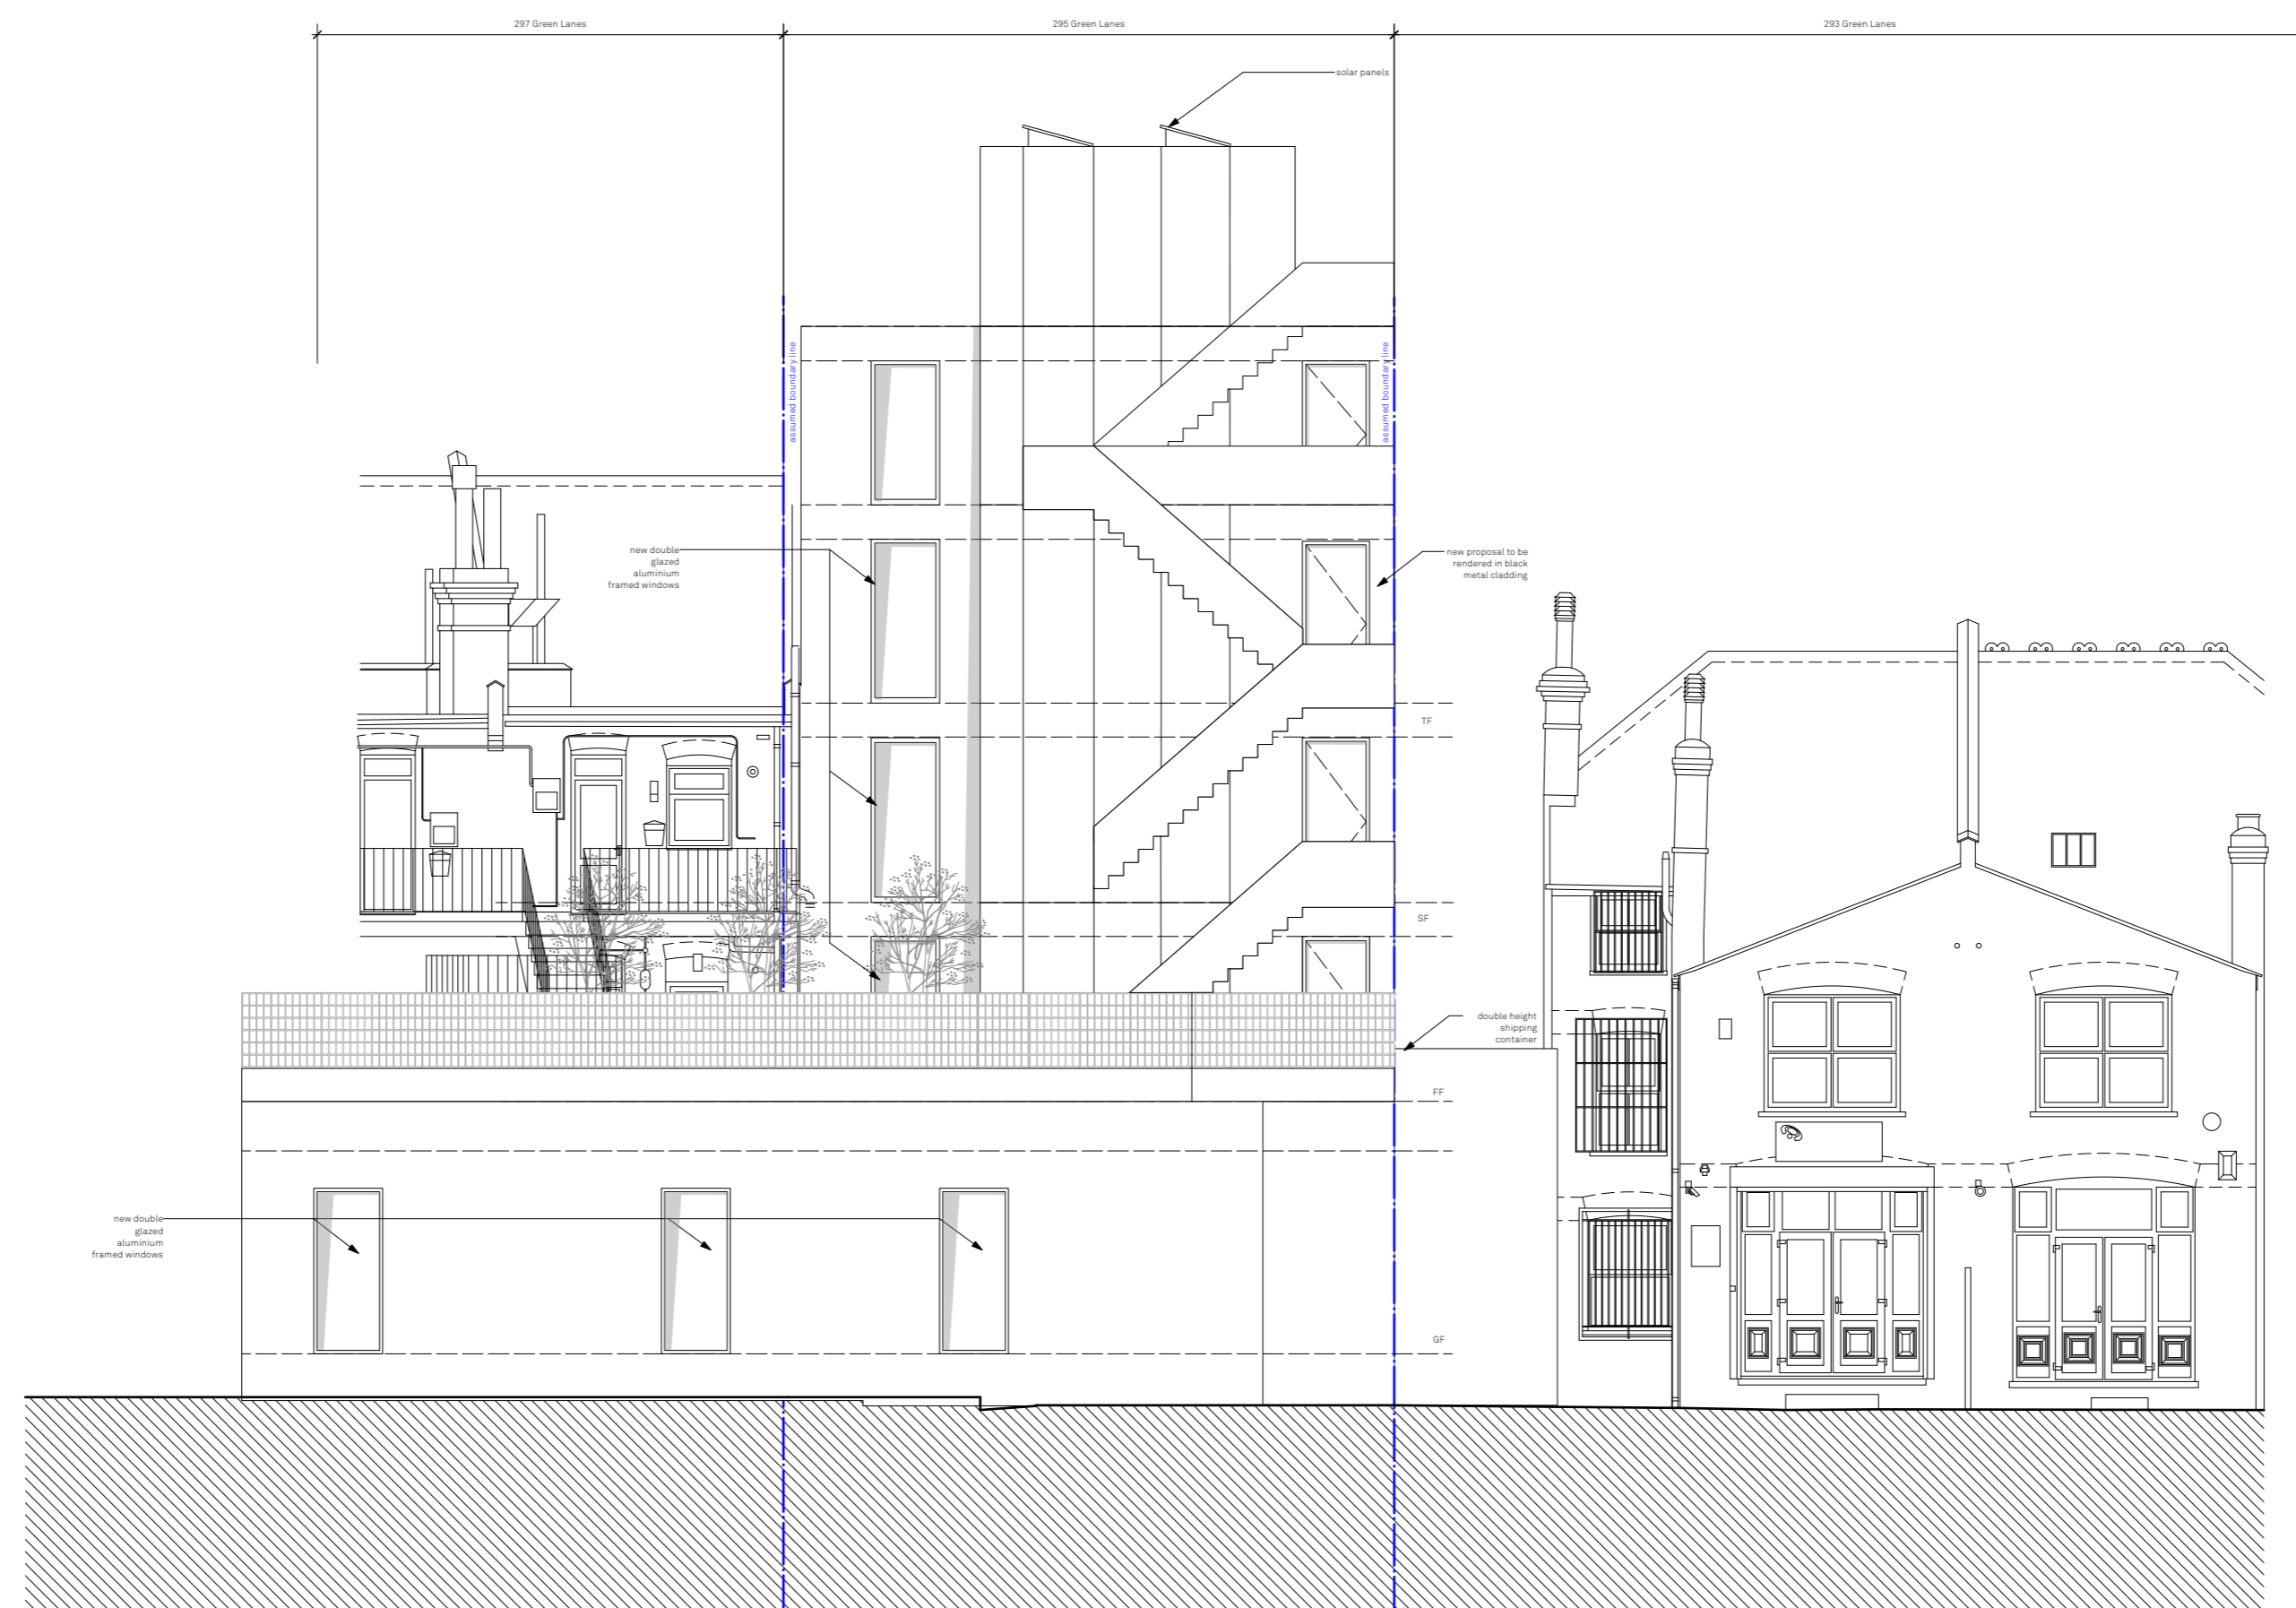 297 Green Lanes
295 Green Lanes
293 Green Lanes
solar panels
assumed boundary line
assumed boundary line
new double
glazed
aluminium
framed windows
new proposal to be
rendered in black
metal cladding
TF
SF
double height
shipping
container
FF
new double
glazed
aluminium
framed windows
GF